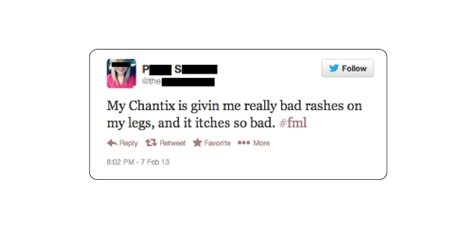 P S
@the
Follow
My Chantix is givin me really bad rashes on
my legs, and it itches so bad. #fml
Reply Retweet Favorite More
8:02 PM - 7 Feb 13